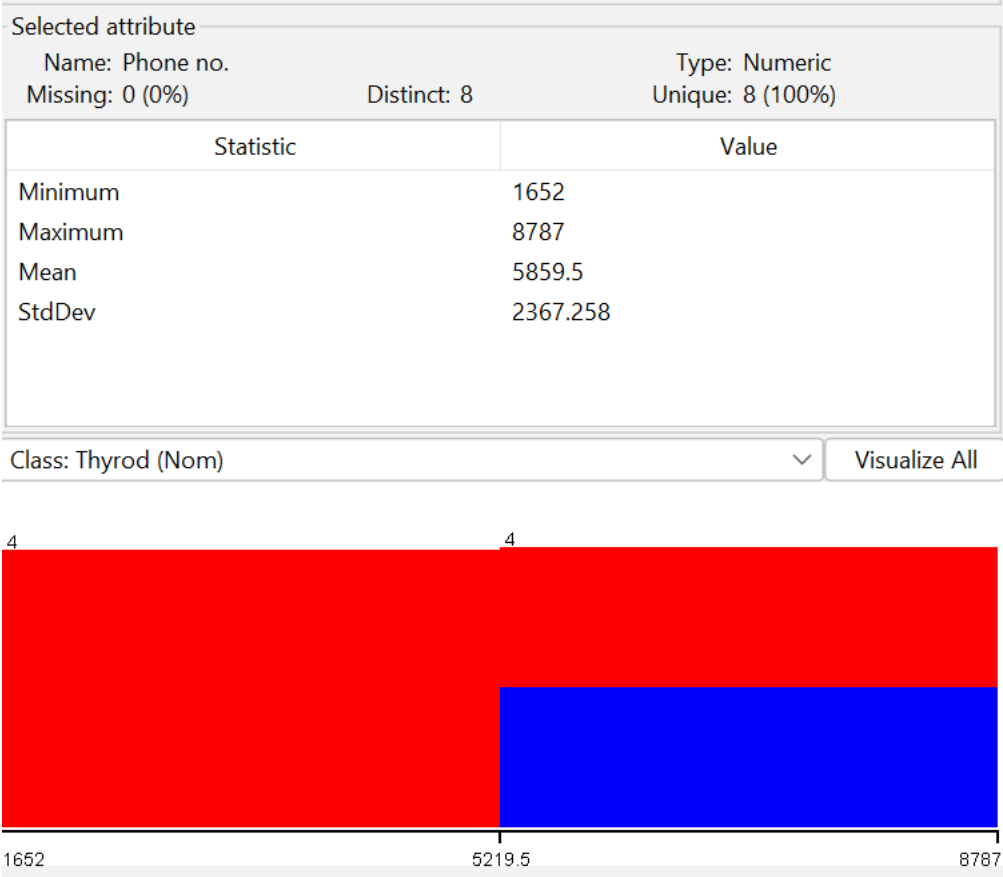 Selected attribute
Name: Phone no. Type: Numeric
Missing: 0 (0%) Distinct: 8 Unique: 8 (100%)
Statistic Value
Minimum 1652
Maximum 8787
Mean 5859.5
StdDev 2367.258
Class: Thyrod (Nom) Visualize All
4 4
1652 5219.5 8787